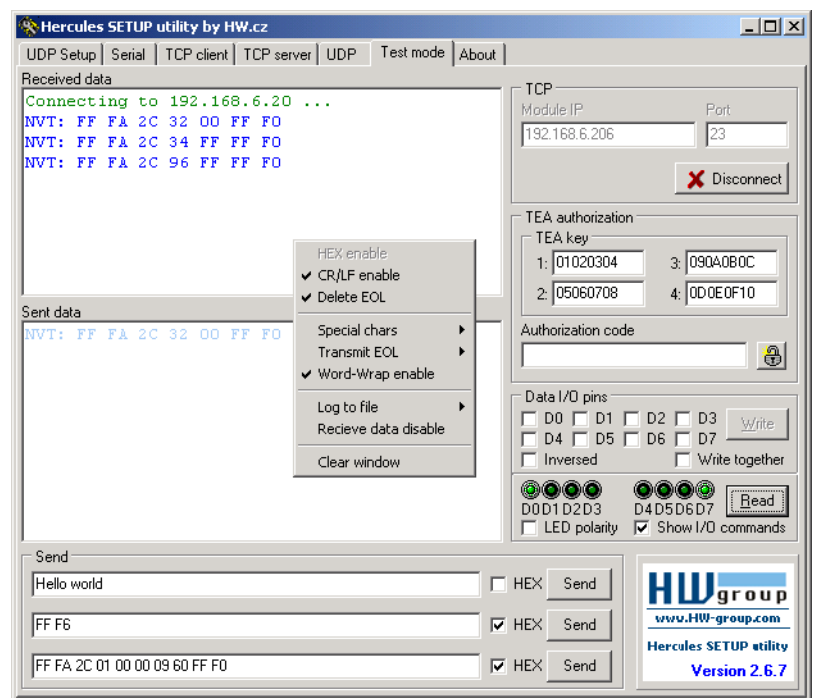 Hercules SETUP utility by HW.cz
UDP Setup Serial TCP client TCP server UDP Test mode About
Received data
Connecting to 192.168.6.20 ...
NVT: FF FA 2C 32 00 FF F0
NVT: FF FA 2C 34 FF FF F0
NVT: FF FA 2C 96 FF FF F0
HEX enable
CR/LF enable
Delete EOL
Special chars
Transmit EOL
Word-Wrap enable
Log to file
Recieve data disable
Clear window
Sent data
NVT: FF FA 2C 32 00 FF F0
TCP
Module IP Port
192.168.6.206 23
Disconnect
TEA authorization
TEA key
1: 01020304 3: 090A0B0C
2: 05060708 4: 0D0E0F10
Authorization code
Data I/O pins
D0 D1 D2 D3 Write
D4 D5 D6 D7
Inversed Write together
D0D1D2D3 D4D5D6D7 Read
LED polarity Show I/O commands
Send
Hello world HEX Send
FF F6 HEX Send
FF FA 2C 01 00 00 09 60 FF F0 HEX Send
HW group
www.HW-group.com
Hercules SETUP utility
Version 2.6.7